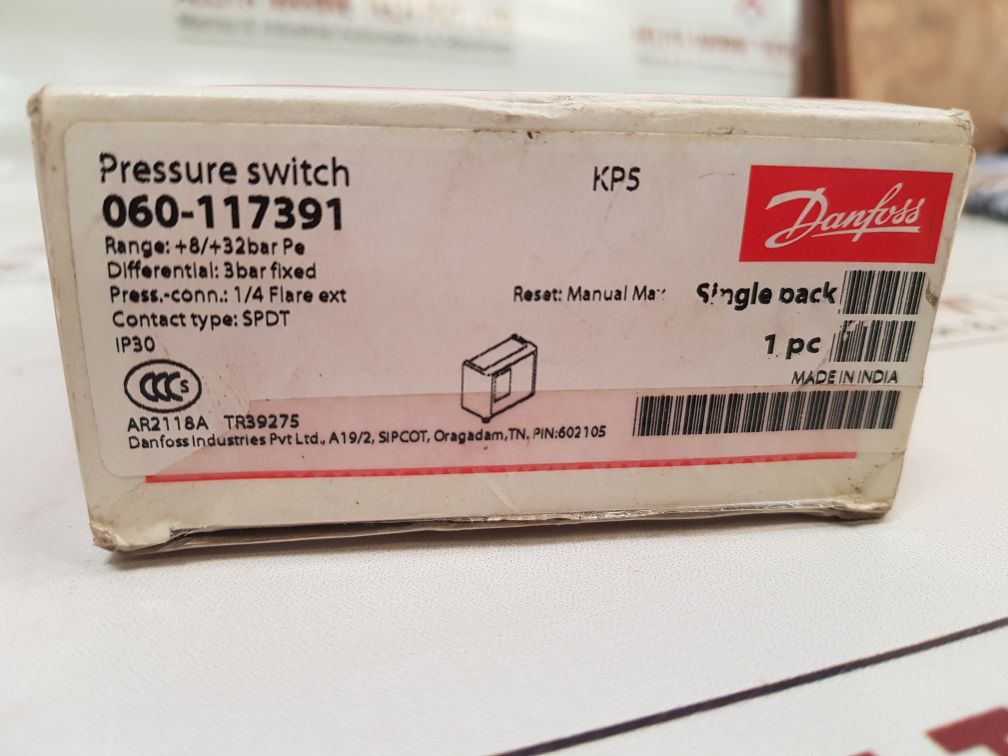 Pressure switch
KP5
Danfoss
060-117391
Range: +8/+32bar Pe
Differential: 3bar fixed
Press.-conn.: 1/4 Flare ext
Reset: Manual Max
Single pack
Contact type: SPDT
1 pc
IP30
MADE IN INDIA
CCC S
AR2118A TR39275
Danfoss Industries Pvt Ltd., A19/2, SIPCOT, Oragadam,TN, PIN:602105